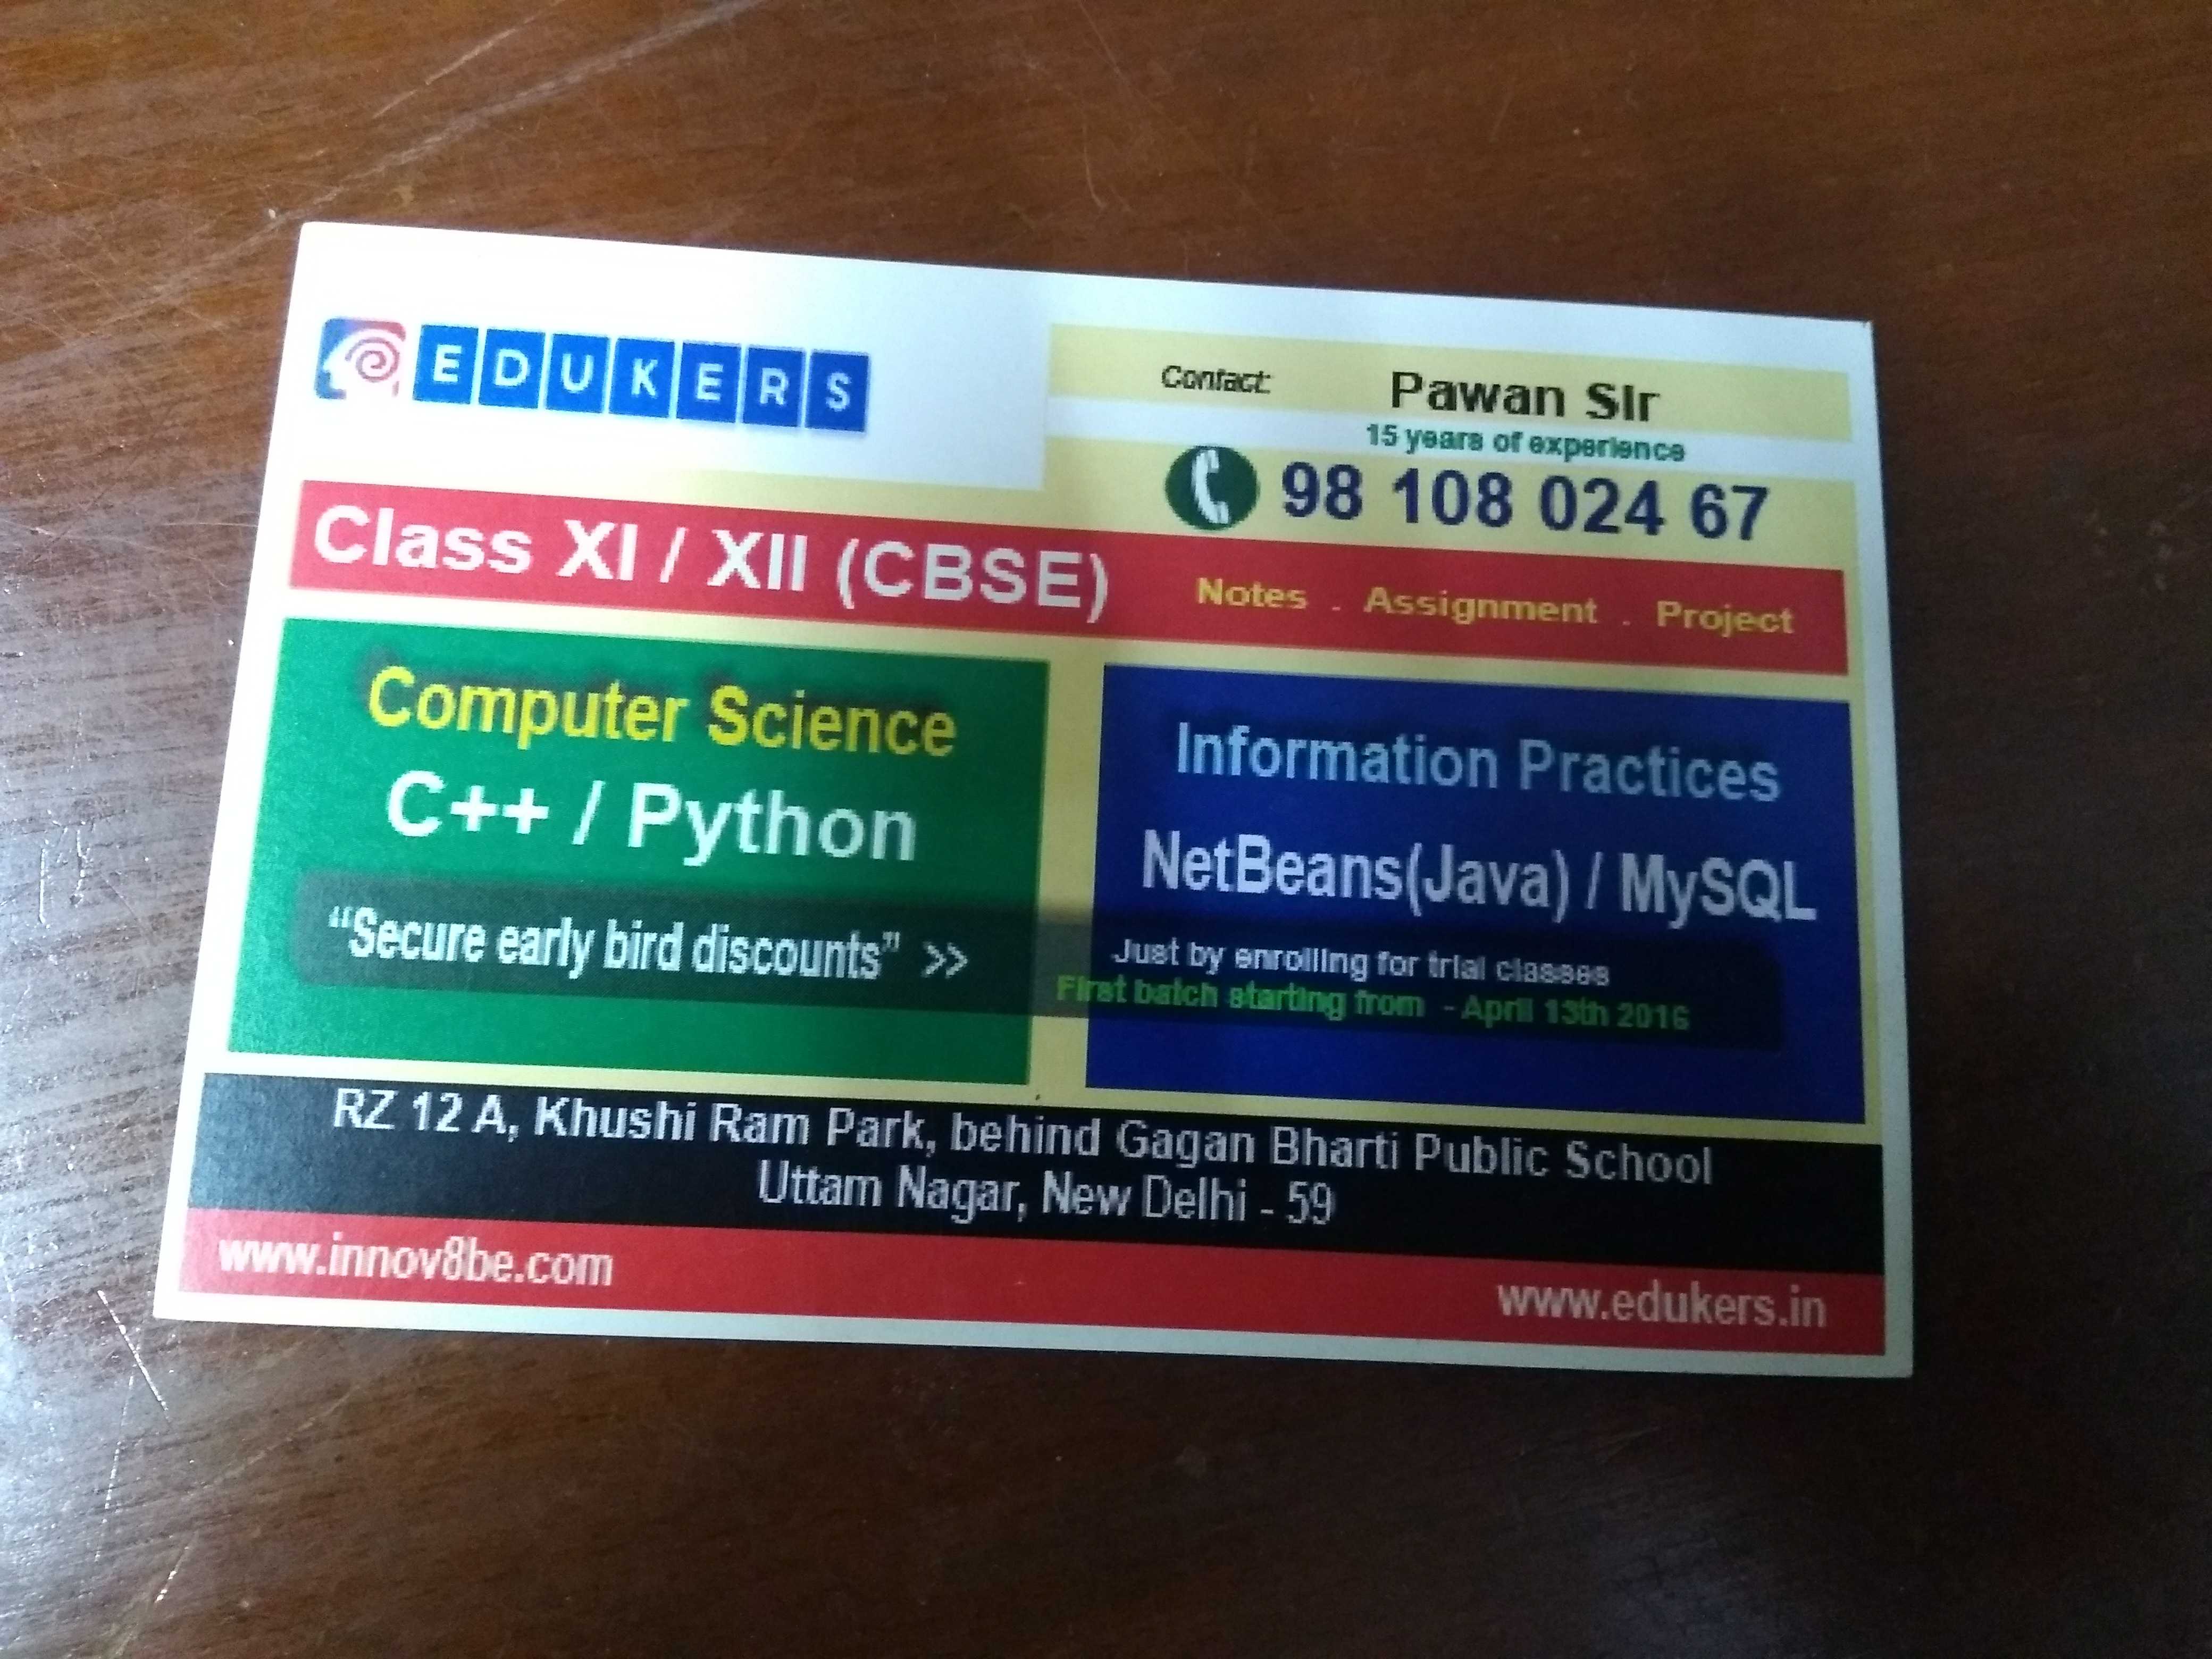 EDUKERS
Contact: Pawan Sir
15 years of experience
98 108 024 67
Class XI / XII (CBSE)
Notes . Assignment . Project
Computer Science
C++ / Python
Information Practices
NetBeans(Java) / MySQL
“Secure early bird discounts” >>
Just by enrolling for trial classes
First batch starting from - April 13th 2016
RZ 12 A, Khushi Ram Park, behind Gagan Bharti Public School
Uttam Nagar, New Delhi - 59
www.innov8be.com
www.edukers.in